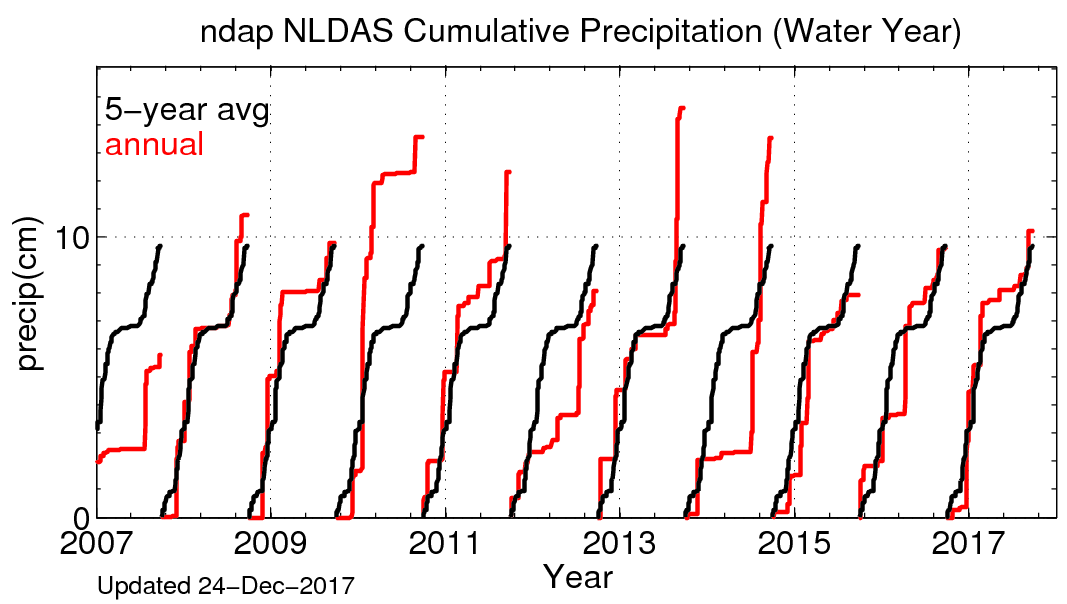 ndap NLDAS Cumulative Precipitation (Water Year)
5−year avg
annual
precip(cm)
10
0
2007 2009 2011 2013 2015 2017
Year
Updated 24−Dec−2017